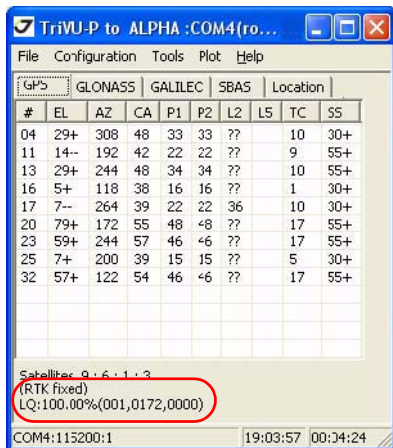 TriVU-P to ALPHA :COM4(ro...
File Configuration Tools Plot Help
GPS GLONASS GALILEC SBAS Location
# EL AZ CA P1 P2 L2 L5 TC SS
04 29+ 308 48 33 33 ?? 10 30+
11 14-- 192 42 22 22 ?? 9 55+
13 29+ 244 48 34 34 ?? 10 55+
16 5+ 118 38 16 16 ?? 1 30+
17 7-- 264 39 22 22 36 10 30+
20 79+ 172 55 48 48 ?? 17 55+
23 59+ 244 57 46 46 ?? 17 55+
25 7+ 200 39 15 15 ?? 5 30+
32 57+ 122 54 46 46 ?? 17 55+
Satellites 9 : 6 : 1 : 3
(RTK fixed)
LQ:100.00%(001,0172,0000)
COM4:115200:1 19:03:57 00:04:24